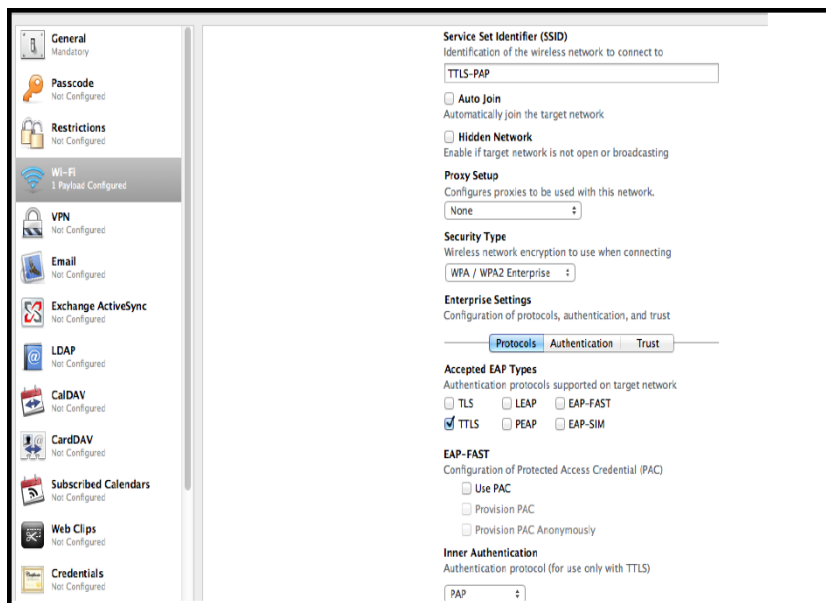 General
Mandatory
Passcode
Not Configured
Restrictions
Not Configured
Wi-Fi
1 Payload Configured
VPN
Not Configured
Email
Not Configured
Exchange ActiveSync
Not Configured
LDAP
Not Configured
CalDAV
Not Configured
CardDAV
Not Configured
Subscribed Calendars
Not Configured
Web Clips
Not Configured
Credentials
Not Configured
Service Set Identifier (SSID)
Identification of the wireless network to connect to
TTLS-PAP
Auto Join
Automatically join the target network
Hidden Network
Enable if target network is not open or broadcasting
Proxy Setup
Configures proxies to be used with this network.
None
Security Type
Wireless network encryption to use when connecting
WPA / WPA2 Enterprise
Enterprise Settings
Configuration of protocols, authentication, and trust
Protocols Authentication Trust
Accepted EAP Types
Authentication protocols supported on target network
TLS LEAP EAP-FAST
TTLS PEAP EAP-SIM
EAP-FAST
Configuration of Protected Access Credential (PAC)
Use PAC
Provision PAC
Provision PAC Anonymously
Inner Authentication
Authentication protocol (for use only with TTLS)
PAP